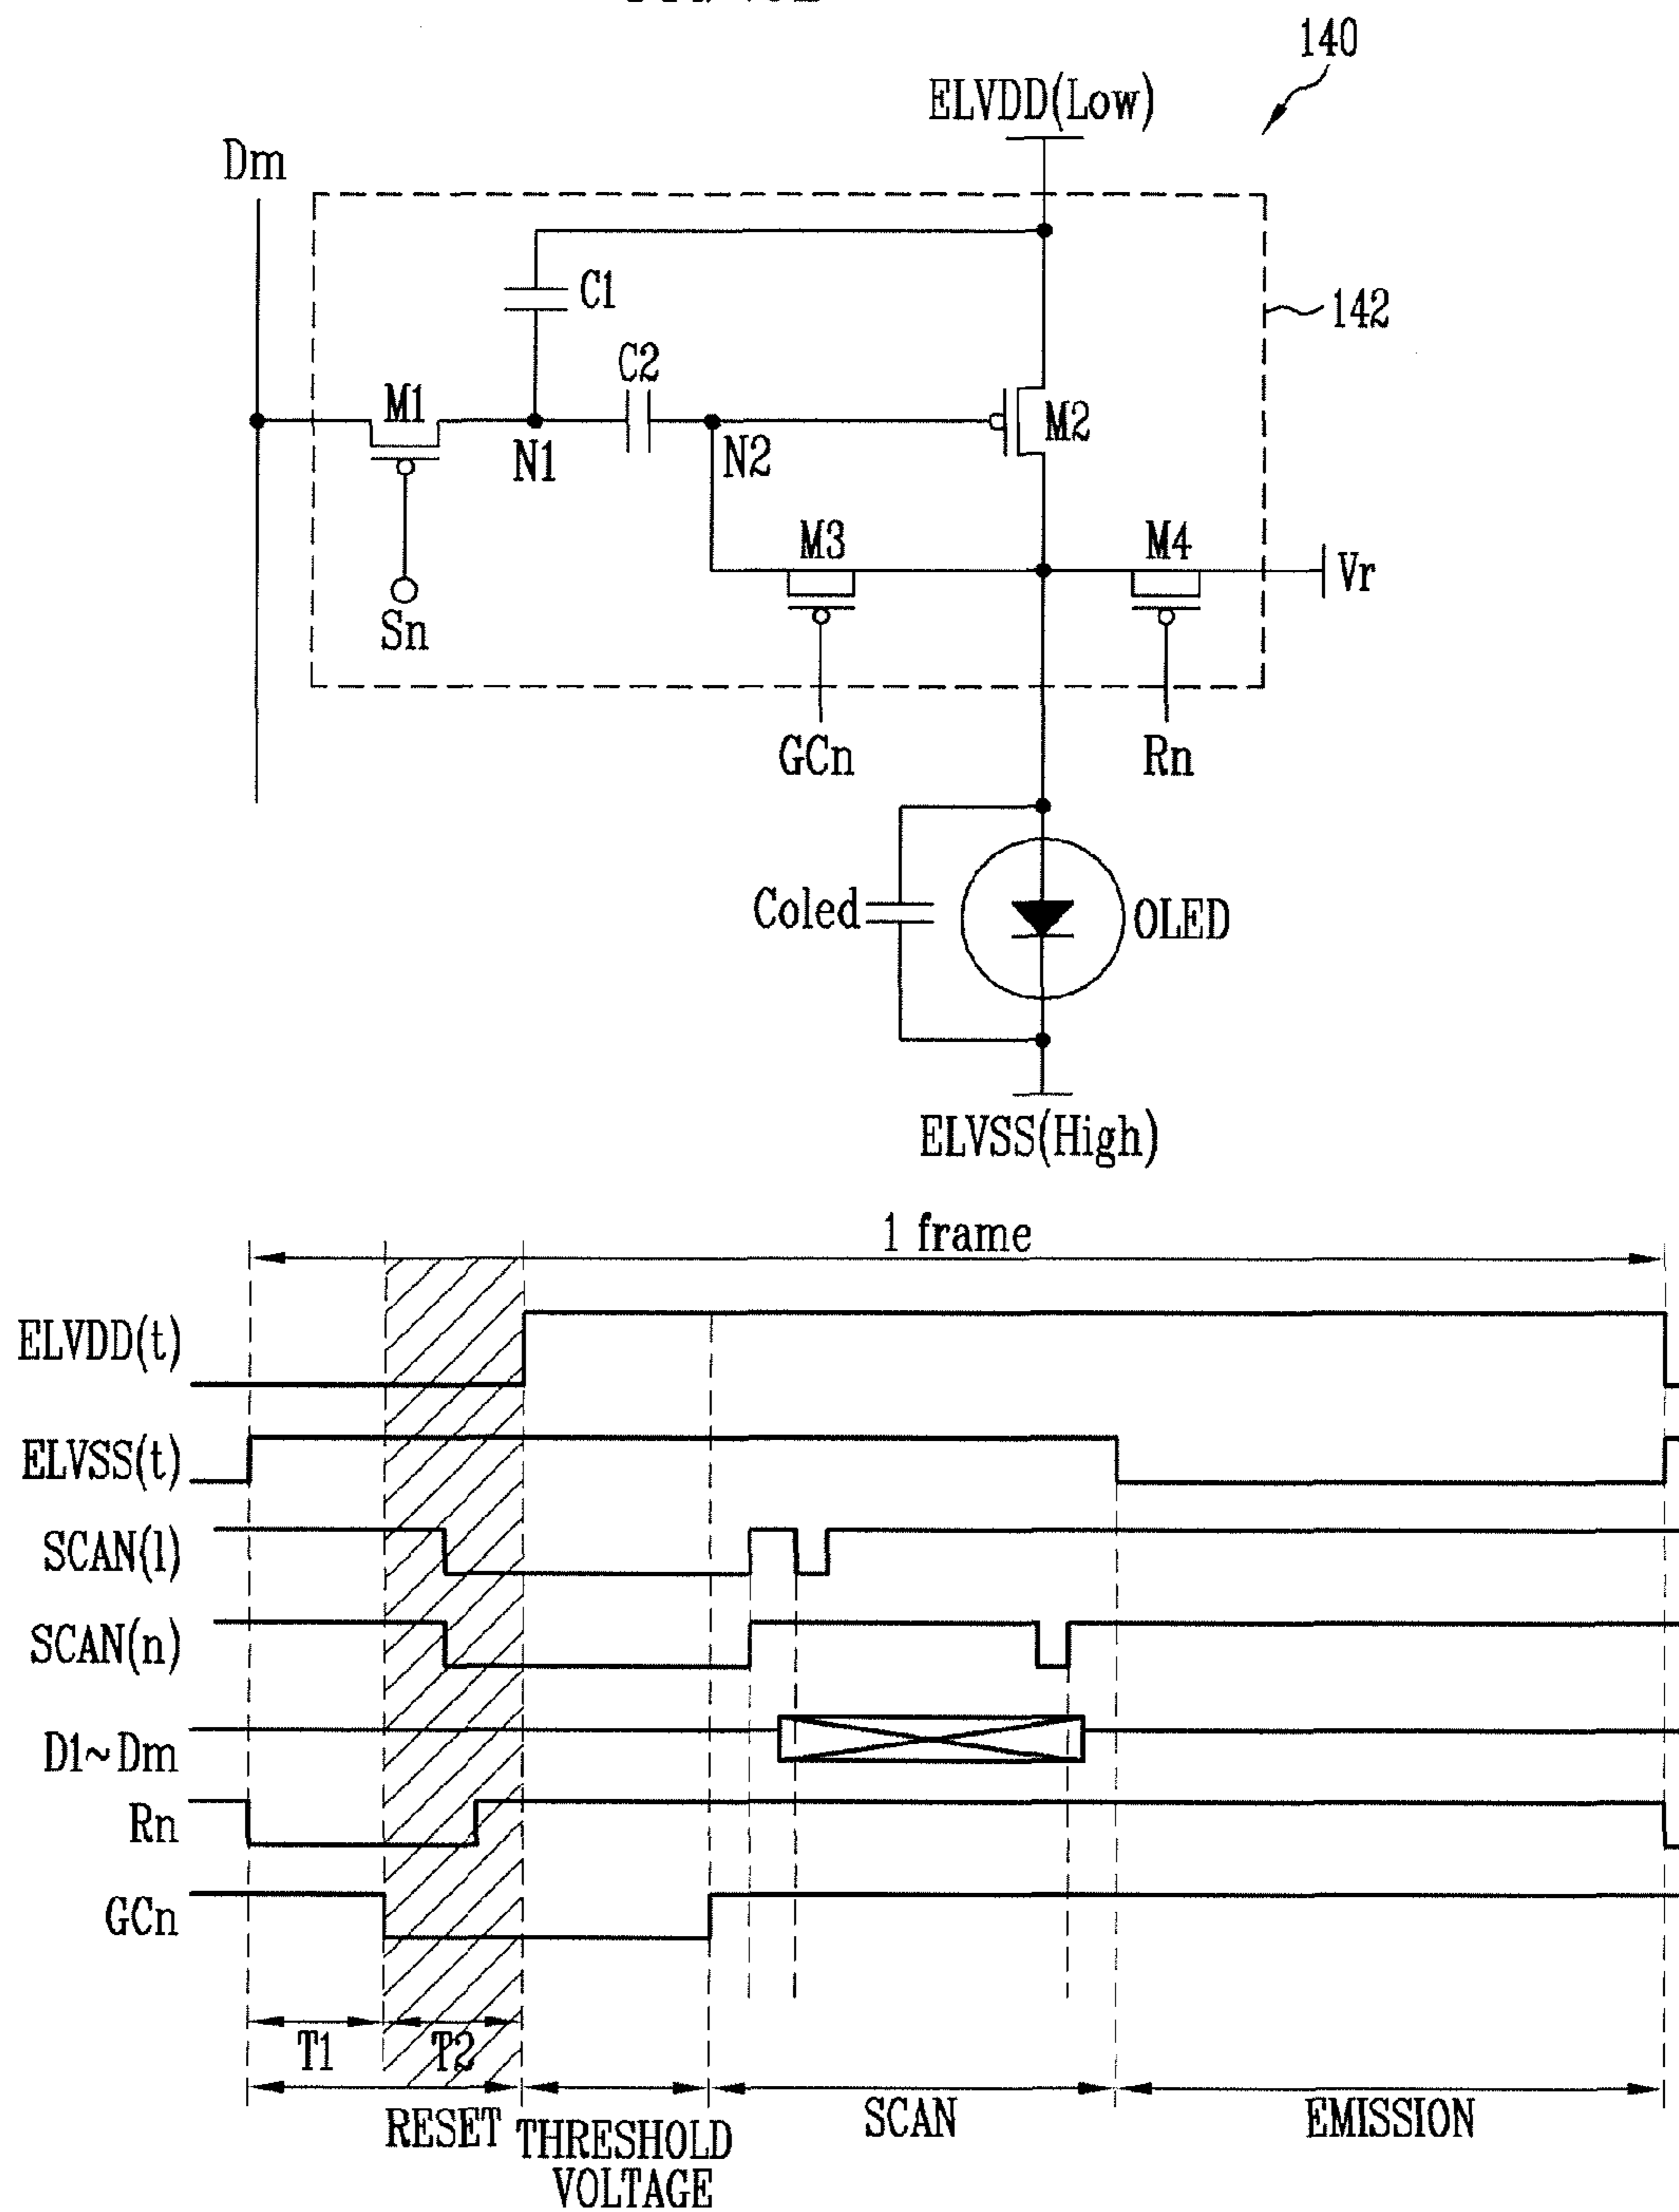 140
ELVDD(Low)
Dm
C1
142
C2
M1
M2
N1
N2
M3
M4
Vr
Sn
GCn
Rn
Coled
OLED
ELVSS(High)
1 frame
ELVDD(t)
ELVSS(t)
SCAN(1)
SCAN(n)
D1~Dm
Rn
GCn
T1
T2
RESET
THRESHOLD
VOLTAGE
SCAN
EMISSION